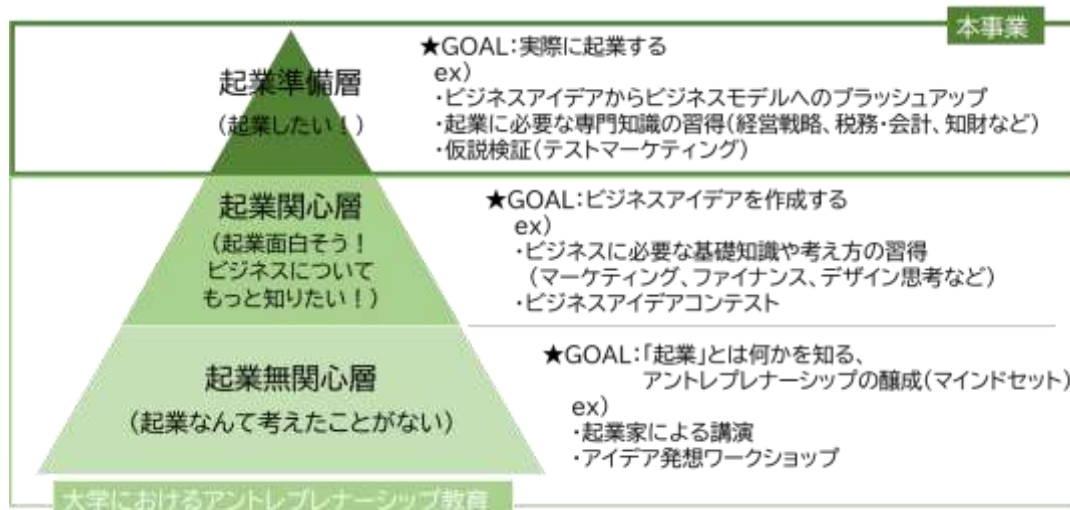 本事業
起業準備層
(起業したい!)
★GOAL:実際に起業する
ex)
・ビジネスアイデアからビジネスモデルへのブラッシュアップ
・起業に必要な専門知識の習得(経営戦略、税務・会計、知財など)
・仮説検証(テストマーケティング)
起業関心層
(起業面白そう!
ビジネスについて
もっと知りたい!)
★GOAL:ビジネスアイデアを作成する
ex)
・ビジネスに必要な基礎知識や考え方の習得
(マーケティング、ファイナンス、デザイン思考など)
・ビジネスアイデアコンテスト
起業無関心層
(起業なんて考えたことがない)
★GOAL:「起業」とは何かを知る、
アントレプレナーシップの醸成(マインドセット)
ex)
・起業家による講演
・アイデア発想ワークショップ
大学におけるアントレプレナーシップ教育